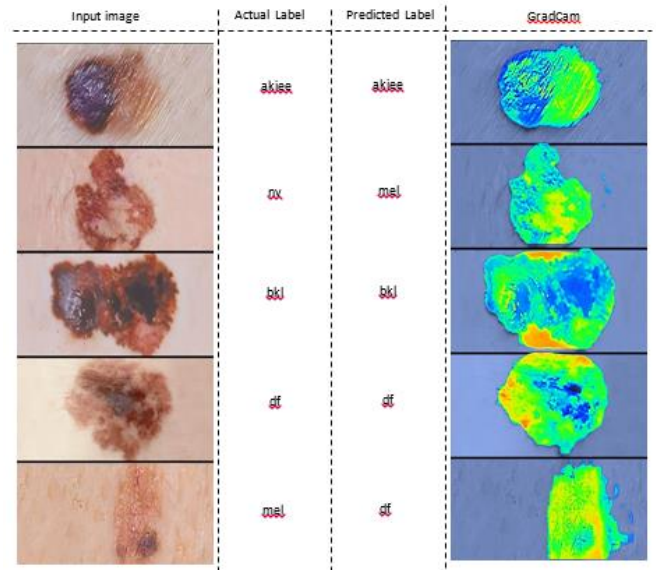 Input image Actual Label Predicted Label GradCam
akiee akiee
nv mel
bkl bkl
df df
mel df